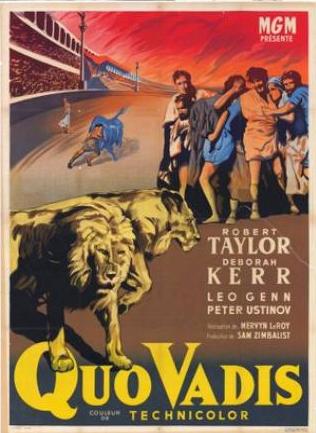 MGM
PRÉSENTE
ROBERT
TAYLOR
DEBORAH
KERR
LEO GENN
PETER USTINOV
Réalisation de MERVYN LeROY
Production de SAM ZIMBALIST
QUO VADIS
COULEUR
DE
TECHNICOLOR